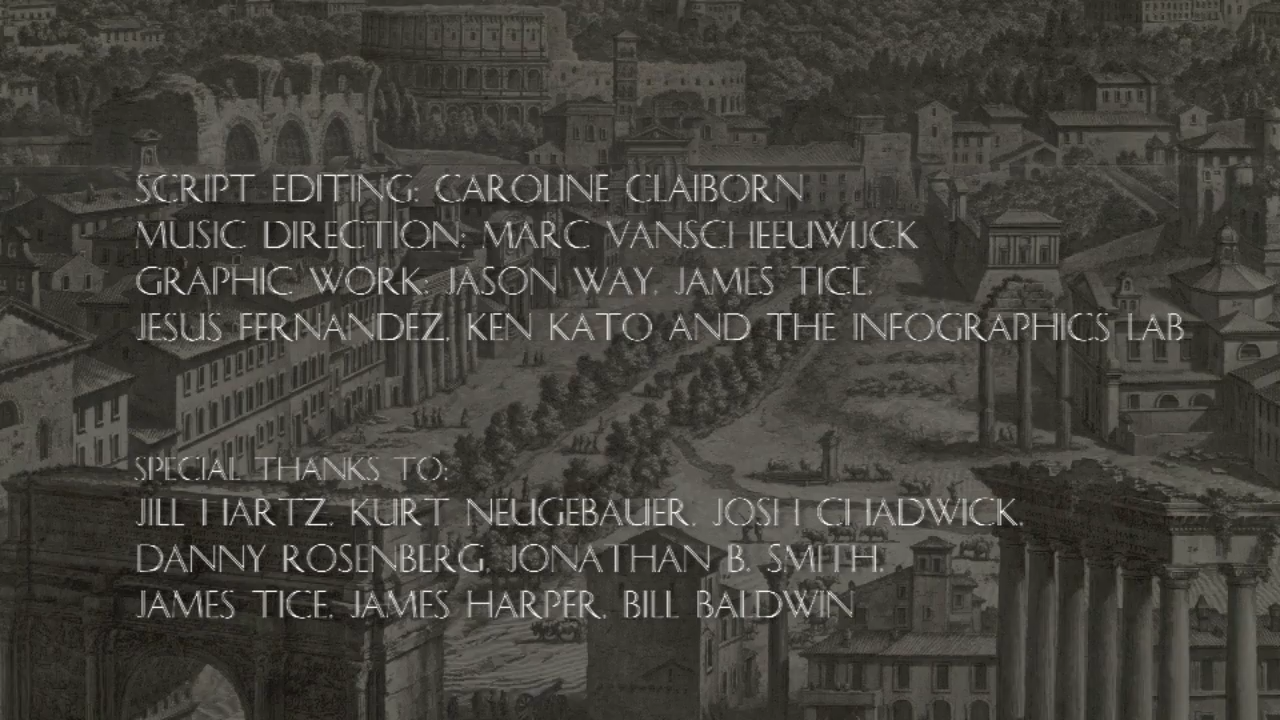 SCRIPT EDITING: CAROLINE CLAIBORN
MUSIC DIRECTION: MARC VANSCHEEUWIJCK
GRAPHIC WORK: JASON WAY, JAMES TICE,
JESUS FERNANDEZ, KEN KATO AND THE INFOGRAPHICS LAB
SPECIAL THANKS TO:
JILL HARTZ, KURT NEUGEBAUER, JOSH CHADWICK,
DANNY ROSENBERG, JONATHAN B. SMITH,
JAMES TICE, JAMES HARPER, BILL BALDWIN